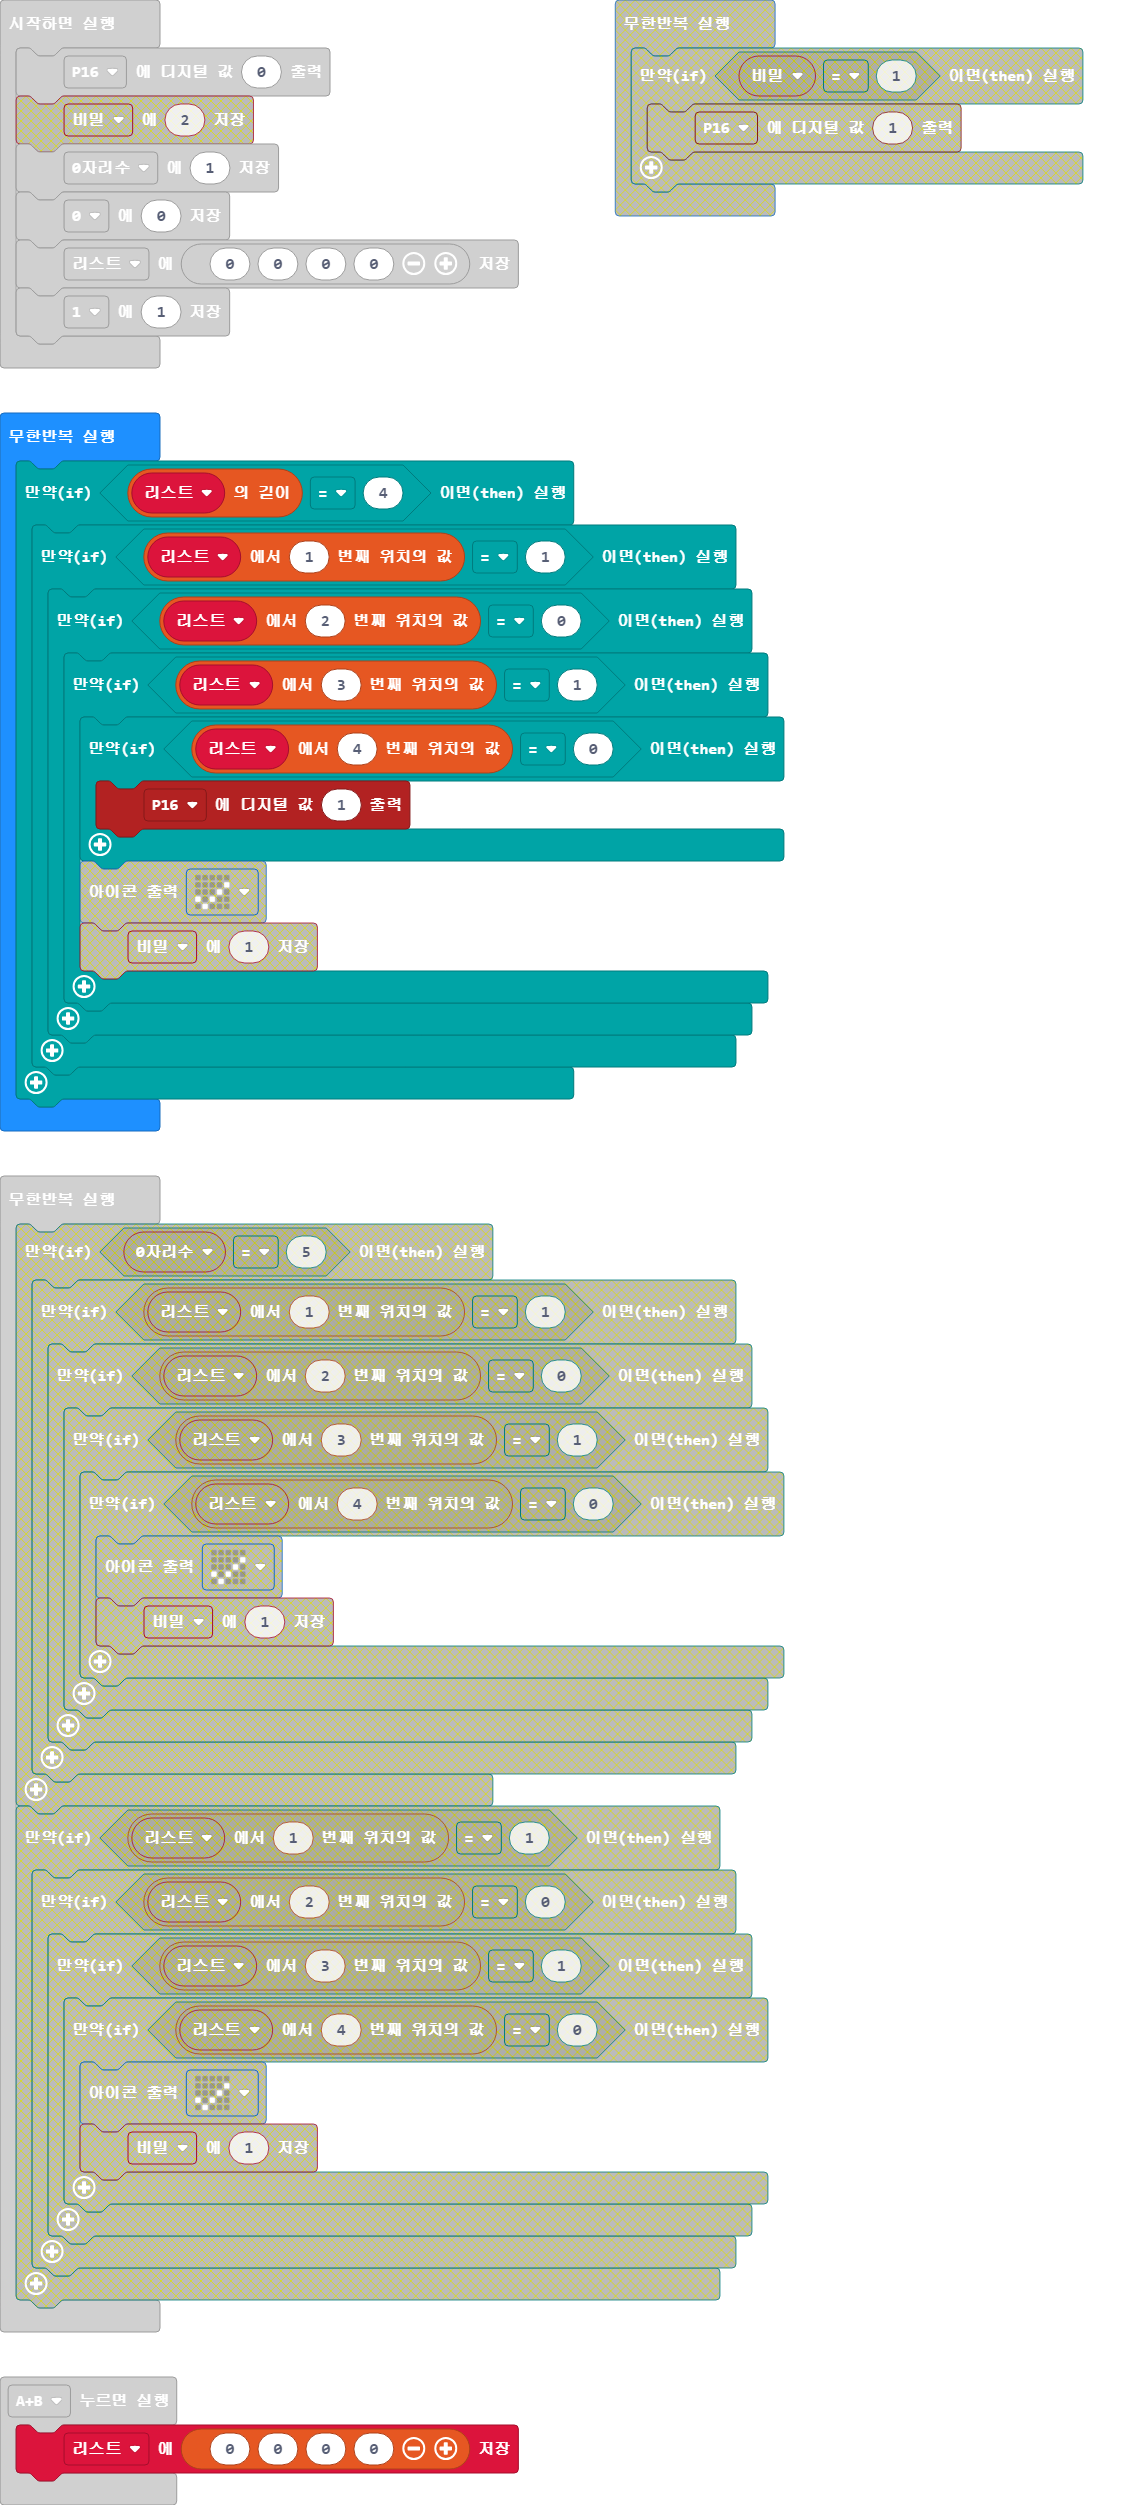 시작하면 실행
P16 에 디지털 값 0 출력
비밀 에 2 저장
0자리수 에 1 저장
0 에 0 저장
리스트 에 0 0 0 0 저장
1 에 1 저장
무한반복 실행
만약(if) 비밀 = 1 이면(then) 실행
P16 에 디지털 값 1 출력
무한반복 실행
만약(if) 리스트 의 길이 = 4 이면(then) 실행
만약(if) 리스트 에서 1 번째 위치의 값 = 1 이면(then) 실행
만약(if) 리스트 에서 2 번째 위치의 값 = 0 이면(then) 실행
만약(if) 리스트 에서 3 번째 위치의 값 = 1 이면(then) 실행
만약(if) 리스트 에서 4 번째 위치의 값 = 0 이면(then) 실행
P16 에 디지털 값 1 출력
아이콘 출력
비밀 에 1 저장
무한반복 실행
만약(if) 0자리수 = 5 이면(then) 실행
만약(if) 리스트 에서 1 번째 위치의 값 = 1 이면(then) 실행
만약(if) 리스트 에서 2 번째 위치의 값 = 0 이면(then) 실행
만약(if) 리스트 에서 3 번째 위치의 값 = 1 이면(then) 실행
만약(if) 리스트 에서 4 번째 위치의 값 = 0 이면(then) 실행
아이콘 출력
비밀 에 1 저장
만약(if) 리스트 에서 1 번째 위치의 값 = 1 이면(then) 실행
만약(if) 리스트 에서 2 번째 위치의 값 = 0 이면(then) 실행
만약(if) 리스트 에서 3 번째 위치의 값 = 1 이면(then) 실행
만약(if) 리스트 에서 4 번째 위치의 값 = 0 이면(then) 실행
아이콘 출력
비밀 에 1 저장
A+B 누르면 실행
리스트 에 0 0 0 0 저장